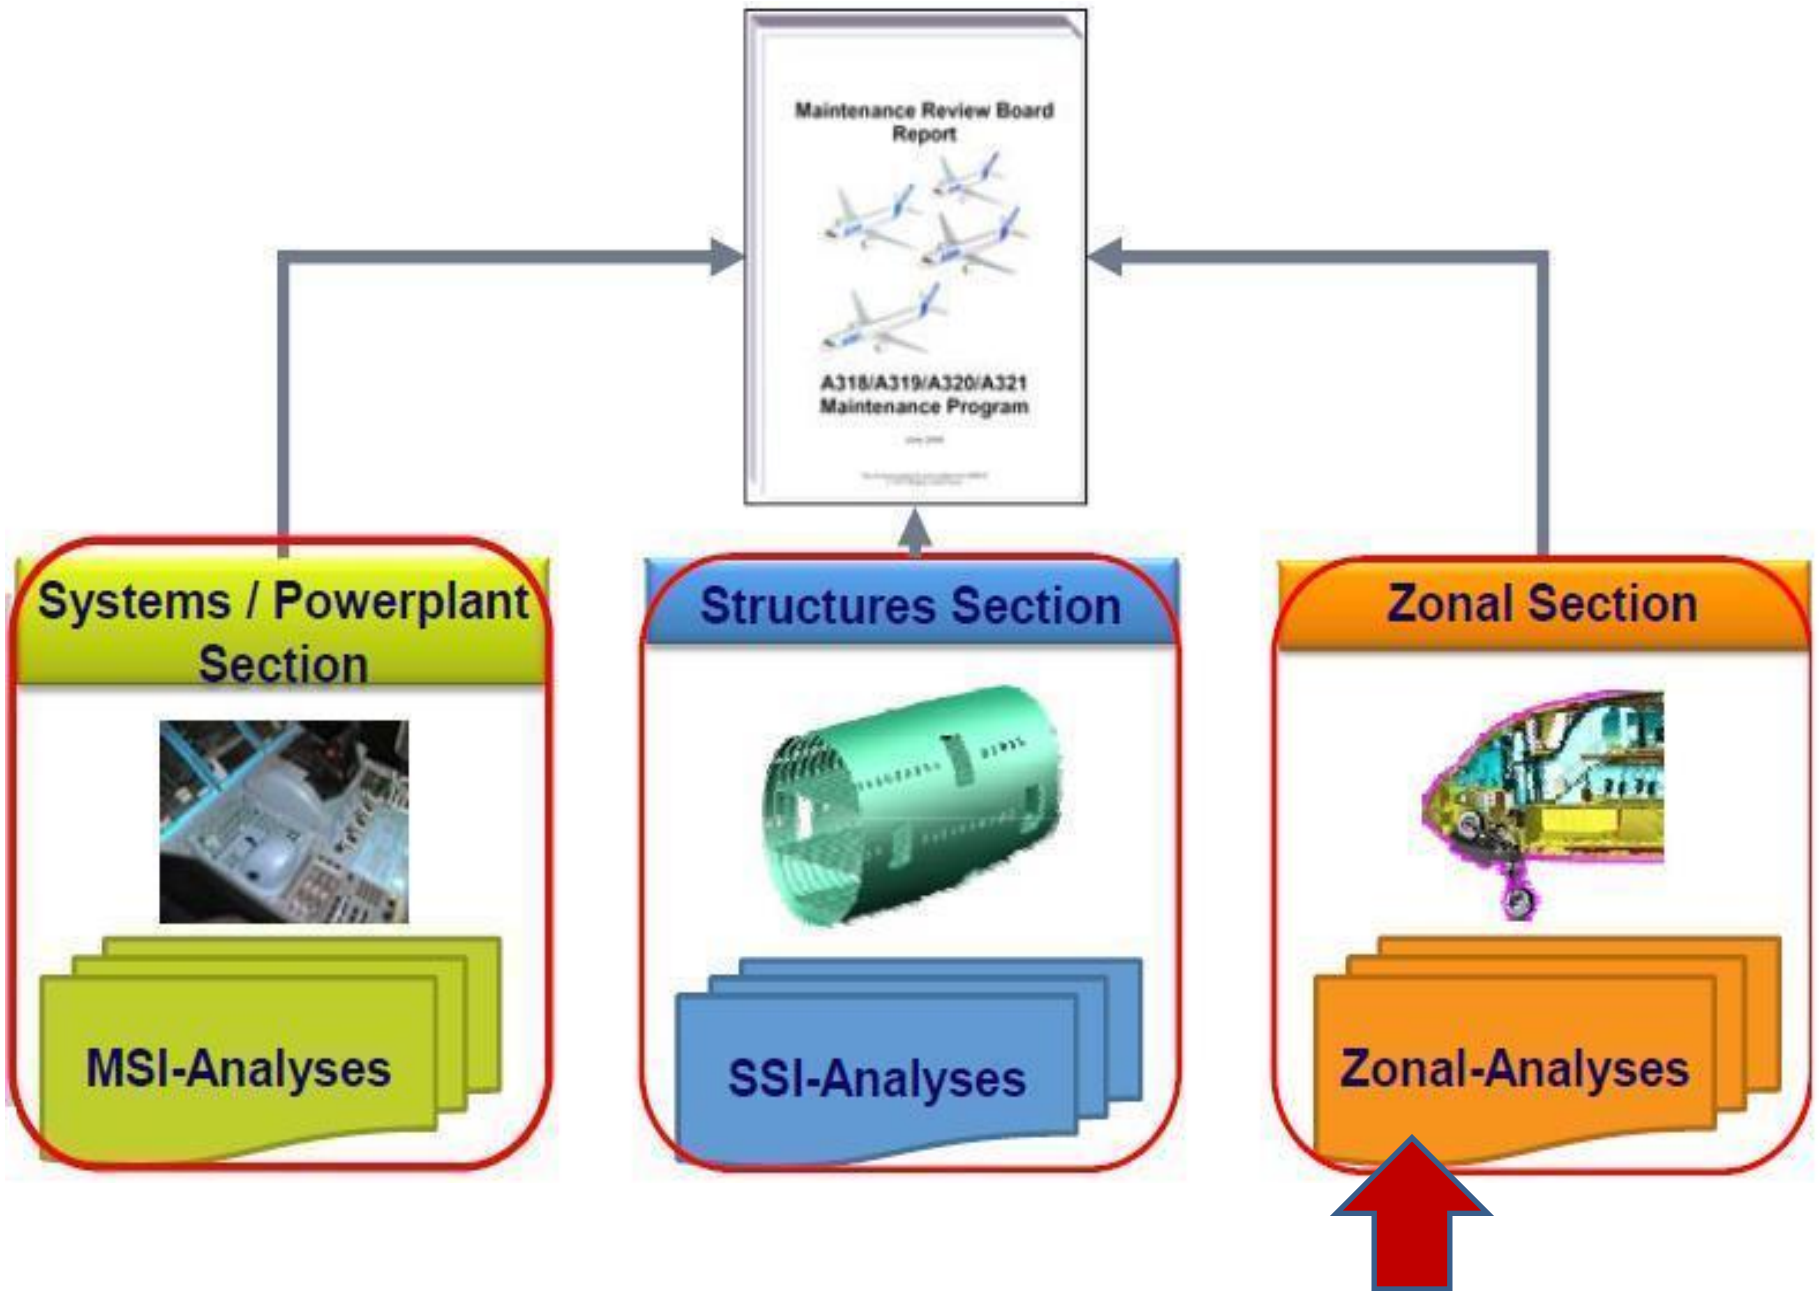 Maintenance Review Board
Report
A318/A319/A320/A321
Maintenance Program
Systems / Powerplant
Section
Structures Section
Zonal Section
MSI-Analyses
SSI-Analyses
Zonal-Analyses